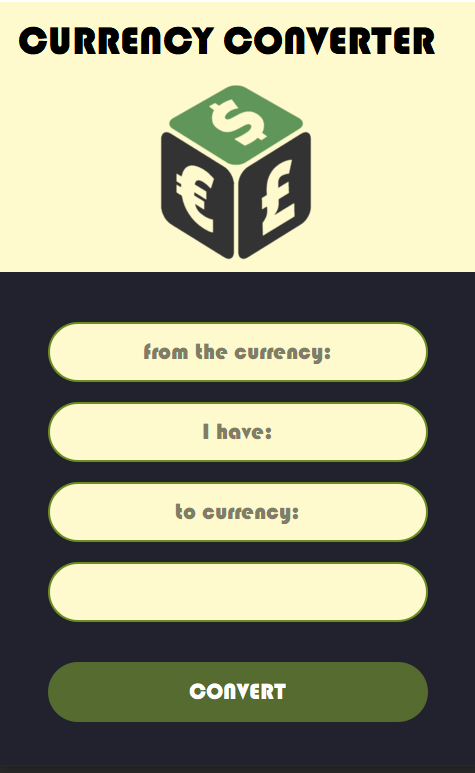 CURRENCY CONVERTER
$
€ £
from the currency:
I have:
to currency:
CONVERT